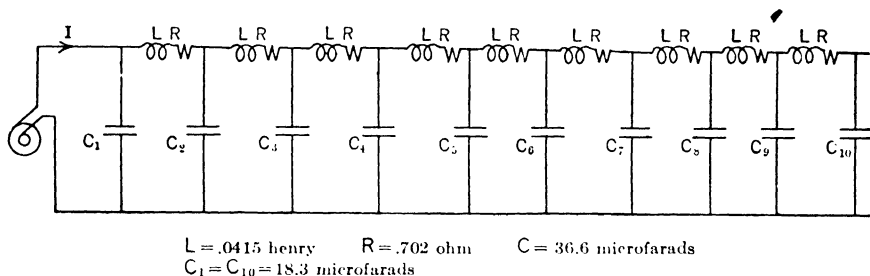 I L R L R L R L R L R L R L R L R L R
C1 C2 C3 C4 C5 C6 C7 C8 C9 C10
L = .0415 henry R = .702 ohm C = 36.6 microfarads
C1 = C10 = 18.3 microfarads